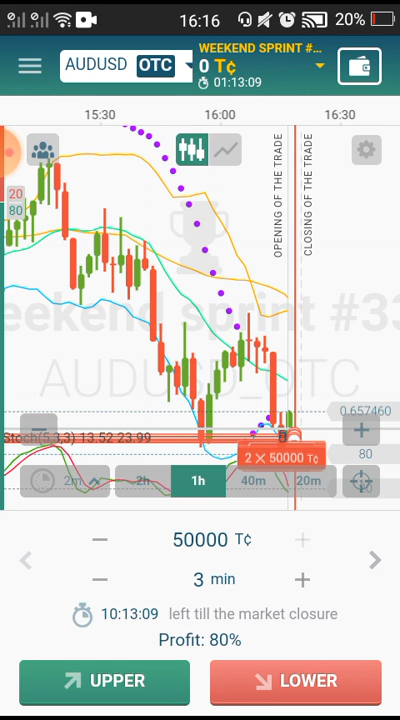 16:16 20%
AUDUSD OTC
WEEKEND SPRINT #...
0 T¢
01:13:09
15:30 16:00 16:30
OPENING OF THE TRADE
CLOSING OF THE TRADE
20
80
eekend sprint #33
AUDUSD_OTC
0.657460
Stoch(5,3,3) 13:52 23:99
80
2 × 50000 T¢
2m 2h 1h 40m 20m
20
50000 T¢
3 min
10:13:09 left till the market closure
Profit: 80%
UPPER
LOWER